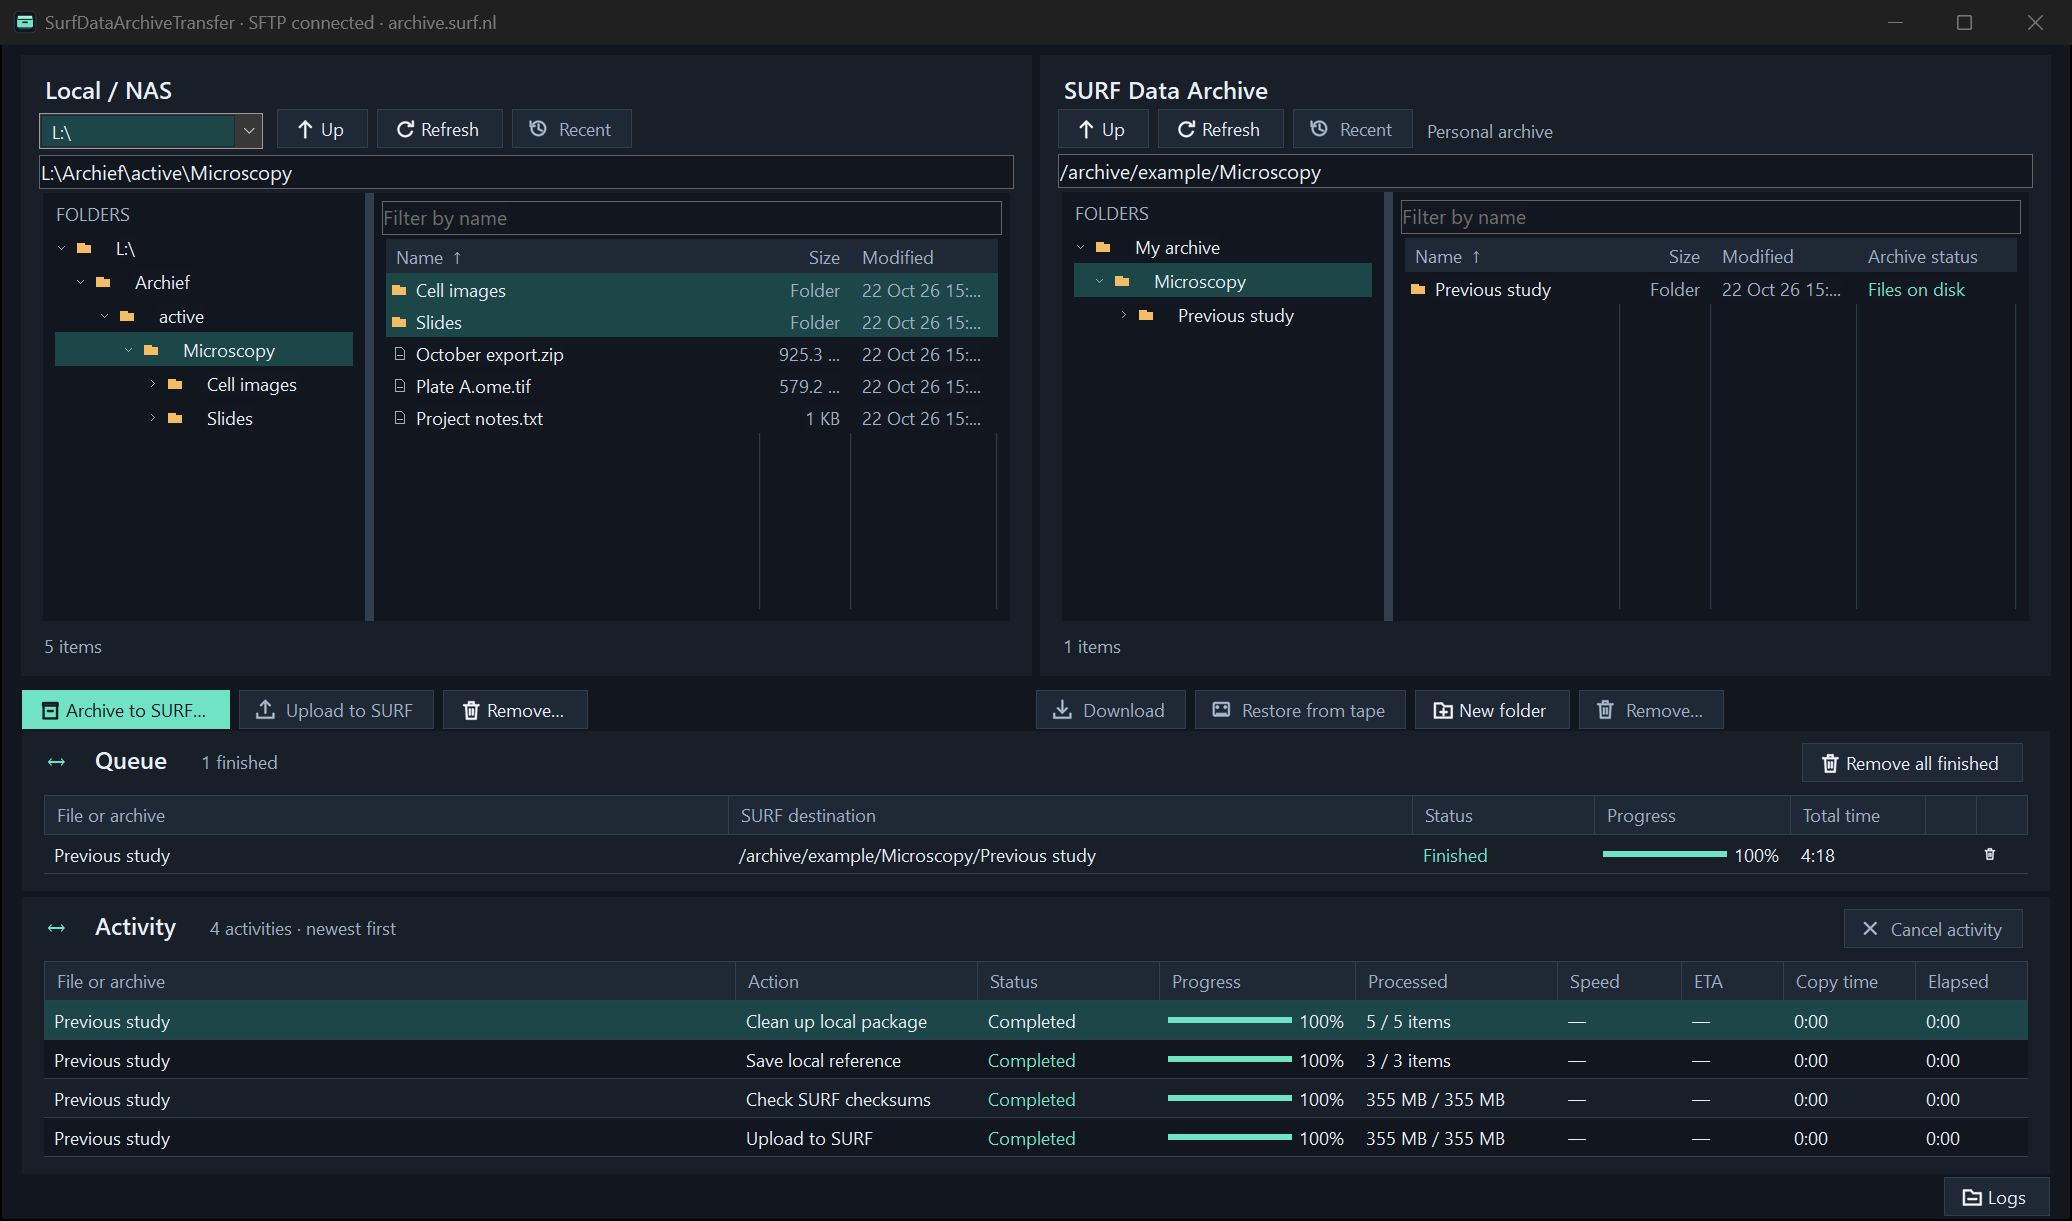 SurfDataArchiveTransfer · SFTP connected · archive.surf.nl
Local / NAS
L:\
Up
Refresh
Recent
L:\Archief\active\Microscopy
FOLDERS
L:\
Archief
active
Microscopy
Cell images
Slides
Filter by name
Name ↑ Size Modified
Cell images Folder 22 Oct 26 15:...
Slides Folder 22 Oct 26 15:...
October export.zip 925.3 ... 22 Oct 26 15:...
Plate A.ome.tif 579.2 ... 22 Oct 26 15:...
Project notes.txt 1 KB 22 Oct 26 15:...
5 items
SURF Data Archive
Up
Refresh
Recent
Personal archive
/archive/example/Microscopy
FOLDERS
My archive
Microscopy
Previous study
Filter by name
Name ↑ Size Modified Archive status
Previous study Folder 22 Oct 26 15:... Files on disk
1 items
Archive to SURF...
Upload to SURF
Remove...
Download
Restore from tape
New folder
Remove...
Queue 1 finished
Remove all finished
File or archive SURF destination Status Progress Total time
Previous study /archive/example/Microscopy/Previous study Finished 100% 4:18
Activity 4 activities · newest first
Cancel activity
File or archive Action Status Progress Processed Speed ETA Copy time Elapsed
Previous study Clean up local package Completed 100% 5 / 5 items — — 0:00 0:00
Previous study Save local reference Completed 100% 3 / 3 items — — 0:00 0:00
Previous study Check SURF checksums Completed 100% 355 MB / 355 MB — — 0:00 0:00
Previous study Upload to SURF Completed 100% 355 MB / 355 MB — — 0:00 0:00
Logs